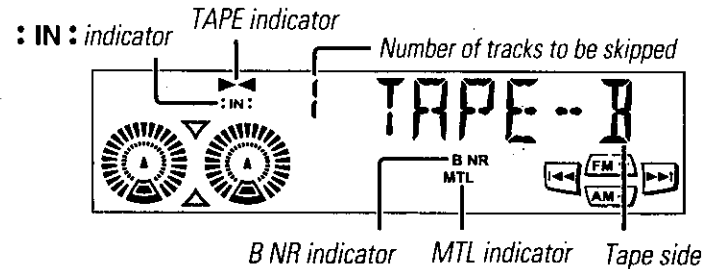 TAPE indicator
: IN : indicator
Number of tracks to be skipped
: IN :
1 TAPE--B
B NR
MTL
FM
AM
B NR indicator MTL indicator Tape side